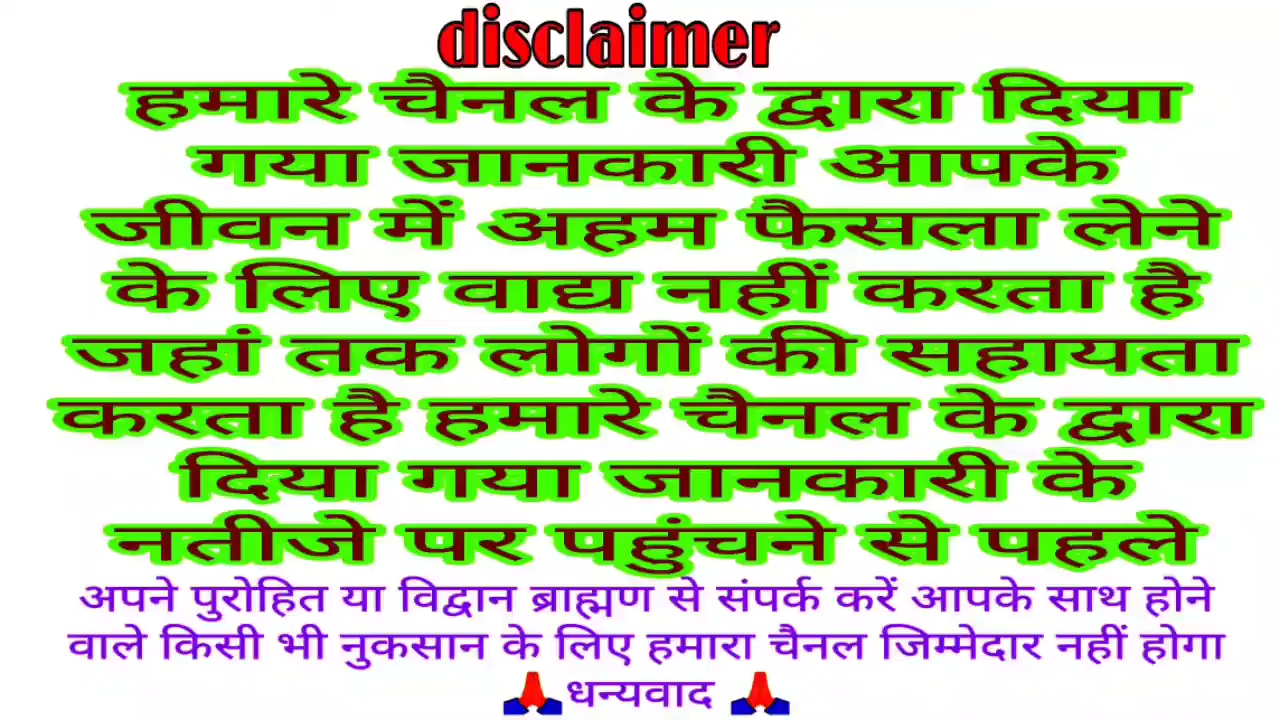 disclaimer
हमारे चैनल के द्वारा दिया
गया जानकारी आपके
जीवन में अहम फैसला लेने
के लिए वाद्य नहीं करता है
जहां तक लोगों की सहायता
करता है हमारे चैनल के द्वारा
दिया गया जानकारी के
नतीजे पर पहुंचने से पहले
अपने पुरोहित या विद्वान ब्राह्मण से संपर्क करें आपके साथ होने
वाले किसी भी नुकसान के लिए हमारा चैनल जिम्मेदार नहीं होगा
🙏धन्यवाद 🙏